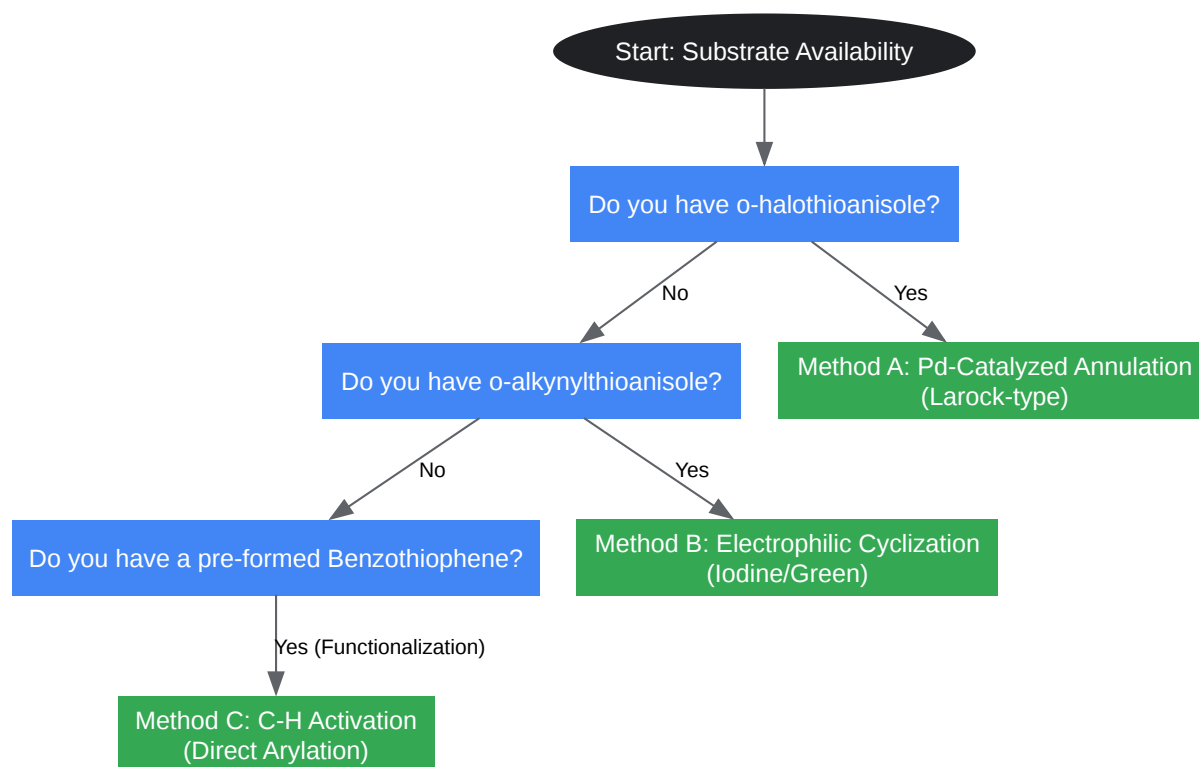 Start: Substrate Availability
Do you have o-halothioanisole?
No
Yes
Do you have o-alkynylthioanisole?
Method A: Pd-Catalyzed Annulation
(Larock-type)
No
Yes
Do you have a pre-formed Benzothiophene?
Method B: Electrophilic Cyclization
(Iodine/Green)
Yes (Functionalization)
Method C: C-H Activation
(Direct Arylation)